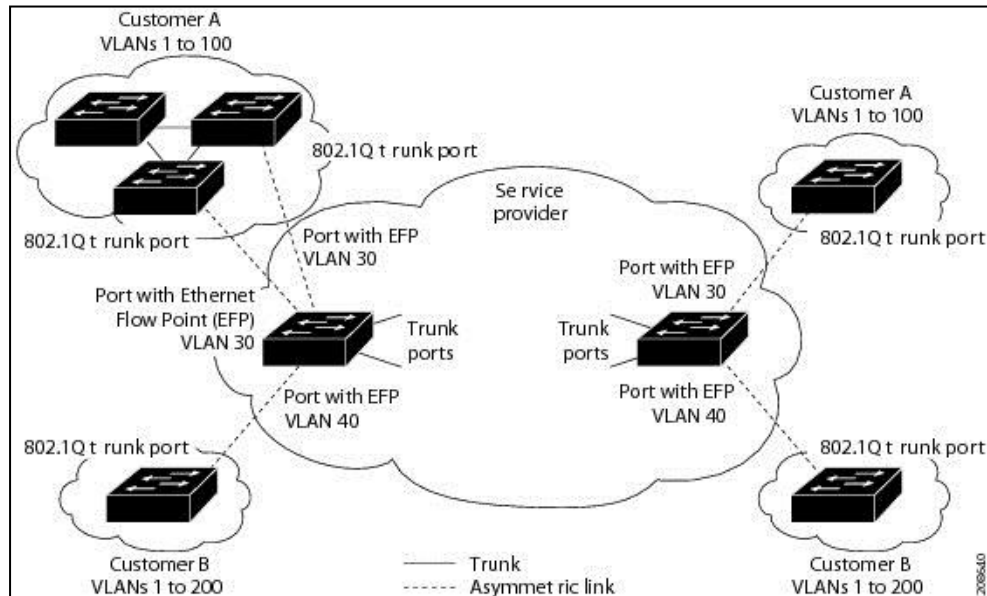 Customer A
VLANs 1 to 100
Customer A
VLANs 1 to 100
802.1Q t runk port
Se rvice
provider
802.1Q t runk port
Port with EFP
VLAN 30
802.1Q t runk port
Port with EFP
VLAN 30
Port with Ethernet
Flow Point (EFP)
VLAN 30
Trunk
ports
Trunk
ports
Port with EFP
VLAN 40
Port with EFP
VLAN 40
802.1Q t runk port
802.1Q t runk port
Customer B
VLANs 1 to 200
Trunk
Asymmet ric link
Customer B
VLANs 1 to 200
208640